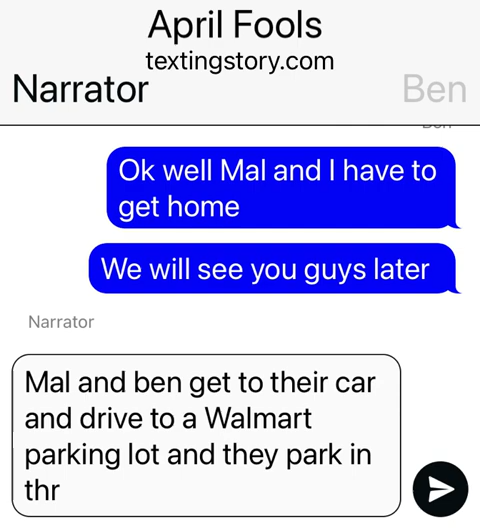 April Fools
textingstory.com
Narrator
Ben
Ok well Mal and I have to
get home
We will see you guys later
Narrator
Mal and ben get to their car
and drive to a Walmart
parking lot and they park in
thr